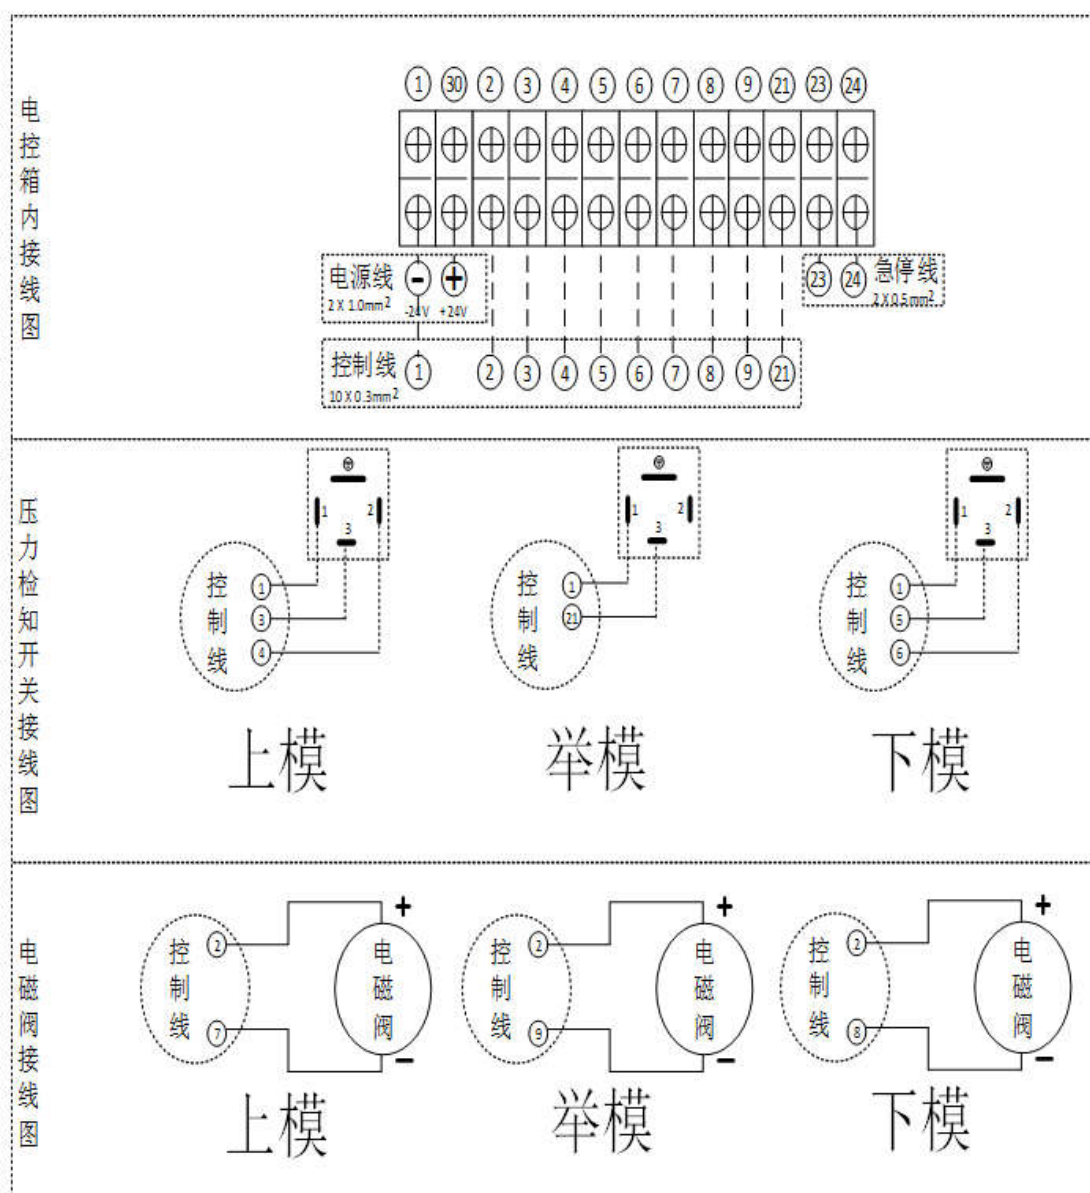 电控箱内接线图
① ㉚ ② ③ ④ ⑤ ⑥ ⑦ ⑧ ⑨ ㉑ ㉓ ㉔
电源线 - +
2 X 1.0mm²
-24V +24V
㉓ ㉔ 急停线
2 X 0.5mm²
控制线 ① ② ③ ④ ⑤ ⑥ ⑦ ⑧ ⑨ ㉑
10 X 0.3mm²
压力检知开关接线图
1 2
3
控制线
① ③ ④
上模
1 2
3
控制线
① ㉑
举模
1 2
3
控制线
① ⑤ ⑥
下模
电磁阀接线图
控制线
② ⑦
+
电磁阀
-
上模
控制线
② ⑨
+
电磁阀
-
举模
控制线
② ⑧
+
电磁阀
-
下模